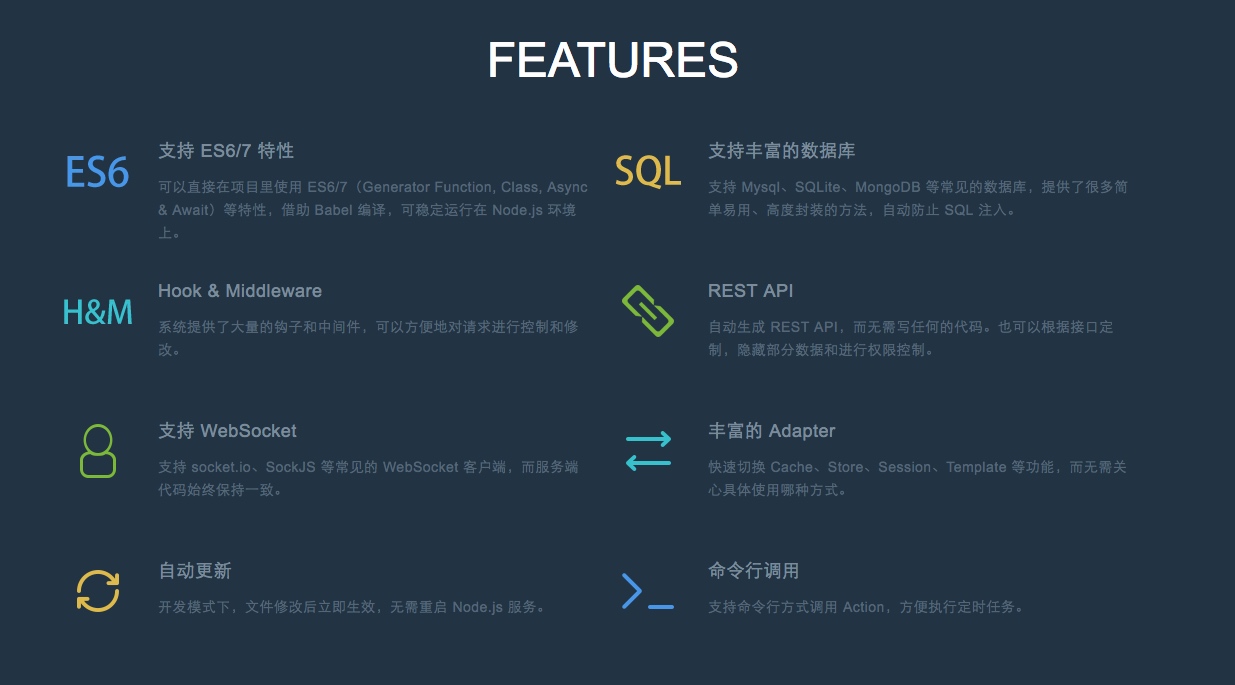 FEATURES
ES6
支持 ES6/7 特性
可以直接在项目里使用 ES6/7（Generator Function, Class, Async
& Await）等特性，借助 Babel 编译，可稳定运行在 Node.js 环境
上。
SQL
支持丰富的数据库
支持 Mysql、SQLite、MongoDB 等常见的数据库，提供了很多简
单易用、高度封装的方法，自动防止 SQL 注入。
H&M
Hook & Middleware
系统提供了大量的钩子和中间件，可以方便地对请求进行控制和修
改。
REST API
自动生成 REST API，而无需写任何的代码。也可以根据接口定
制，隐藏部分数据和进行权限控制。
支持 WebSocket
支持 socket.io、SockJS 等常见的 WebSocket 客户端，而服务端
代码始终保持一致。
丰富的 Adapter
快速切换 Cache、Store、Session、Template 等功能，而无需关
心具体使用哪种方式。
自动更新
开发模式下，文件修改后立即生效，无需重启 Node.js 服务。
命令行调用
支持命令行方式调用 Action，方便执行定时任务。